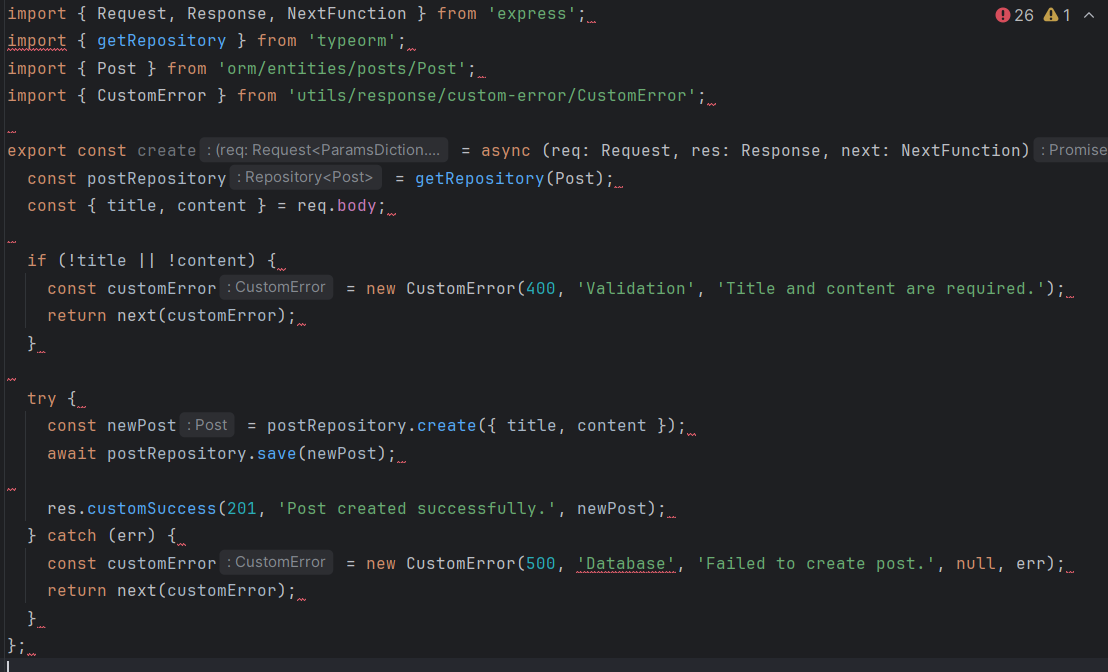 import { Request, Response, NextFunction } from 'express'; 26 1
import { getRepository } from 'typeorm';
import { Post } from 'orm/entities/posts/Post';
import { CustomError } from 'utils/response/custom-error/CustomError';
export const create : (req: Request<ParamsDiction.... = async (req: Request, res: Response, next: NextFunction) : Promise
const postRepository : Repository<Post> = getRepository(Post);
const { title, content } = req.body;
if (!title || !content) {
const customError : CustomError = new CustomError(400, 'Validation', 'Title and content are required.');
return next(customError);
}
try {
const newPost : Post = postRepository.create({ title, content });
await postRepository.save(newPost);
res.customSuccess(201, 'Post created successfully.', newPost);
} catch (err) {
const customError : CustomError = new CustomError(500, 'Database', 'Failed to create post.', null, err);
return next(customError);
}
};